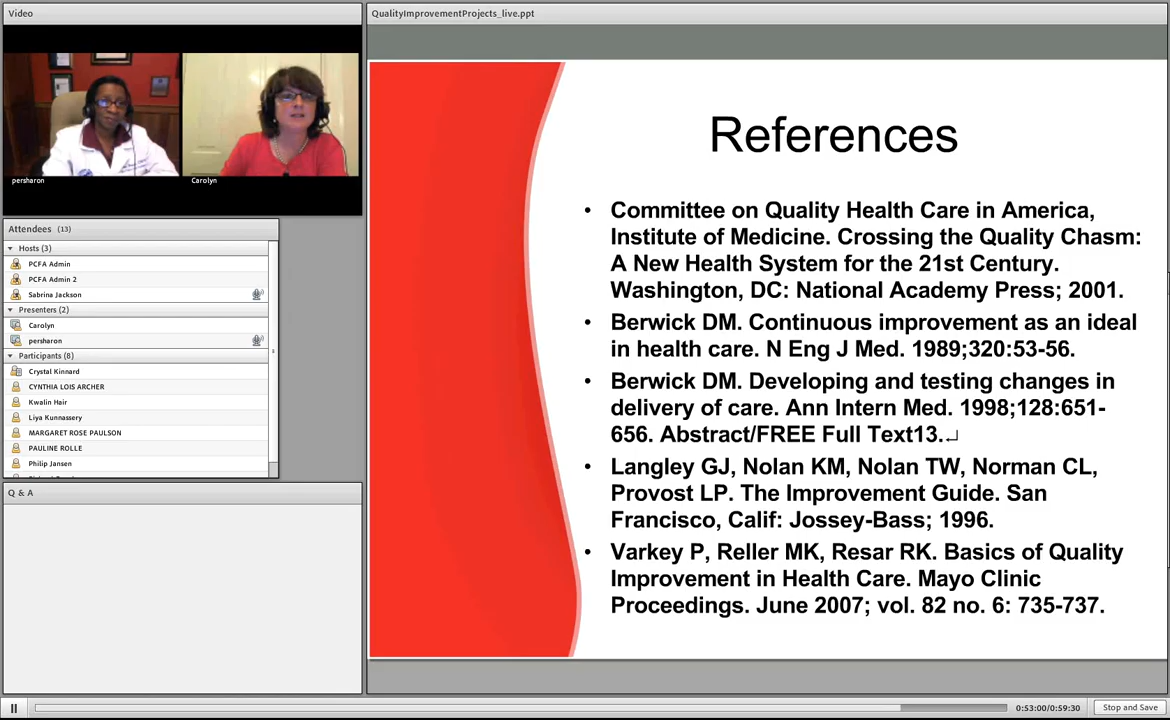 Video
persharon
Carolyn
Attendees (13)
Hosts (3)
PCFA Admin
PCFA Admin 2
Sabrina Jackson
Presenters (2)
Carolyn
persharon
Participants (8)
Crystal Kinnard
CYNTHIA LOIS ARCHER
Kwalin Hair
Liya Kunnassery
MARGARET ROSE PAULSON
PAULINE ROLLE
Philip Jansen
Q & A
QualityImprovementProjects_live.ppt
References
• Committee on Quality Health Care in America,
Institute of Medicine. Crossing the Quality Chasm:
A New Health System for the 21st Century.
Washington, DC: National Academy Press; 2001.
• Berwick DM. Continuous improvement as an ideal
in health care. N Eng J Med. 1989;320:53-56.
• Berwick DM. Developing and testing changes in
delivery of care. Ann Intern Med. 1998;128:651-
656. Abstract/FREE Full Text13.↵
• Langley GJ, Nolan KM, Nolan TW, Norman CL,
Provost LP. The Improvement Guide. San
Francisco, Calif: Jossey-Bass; 1996.
• Varkey P, Reller MK, Resar RK. Basics of Quality
Improvement in Health Care. Mayo Clinic
Proceedings. June 2007; vol. 82 no. 6: 735-737.
0:53:00/0:59:30
Stop and Save